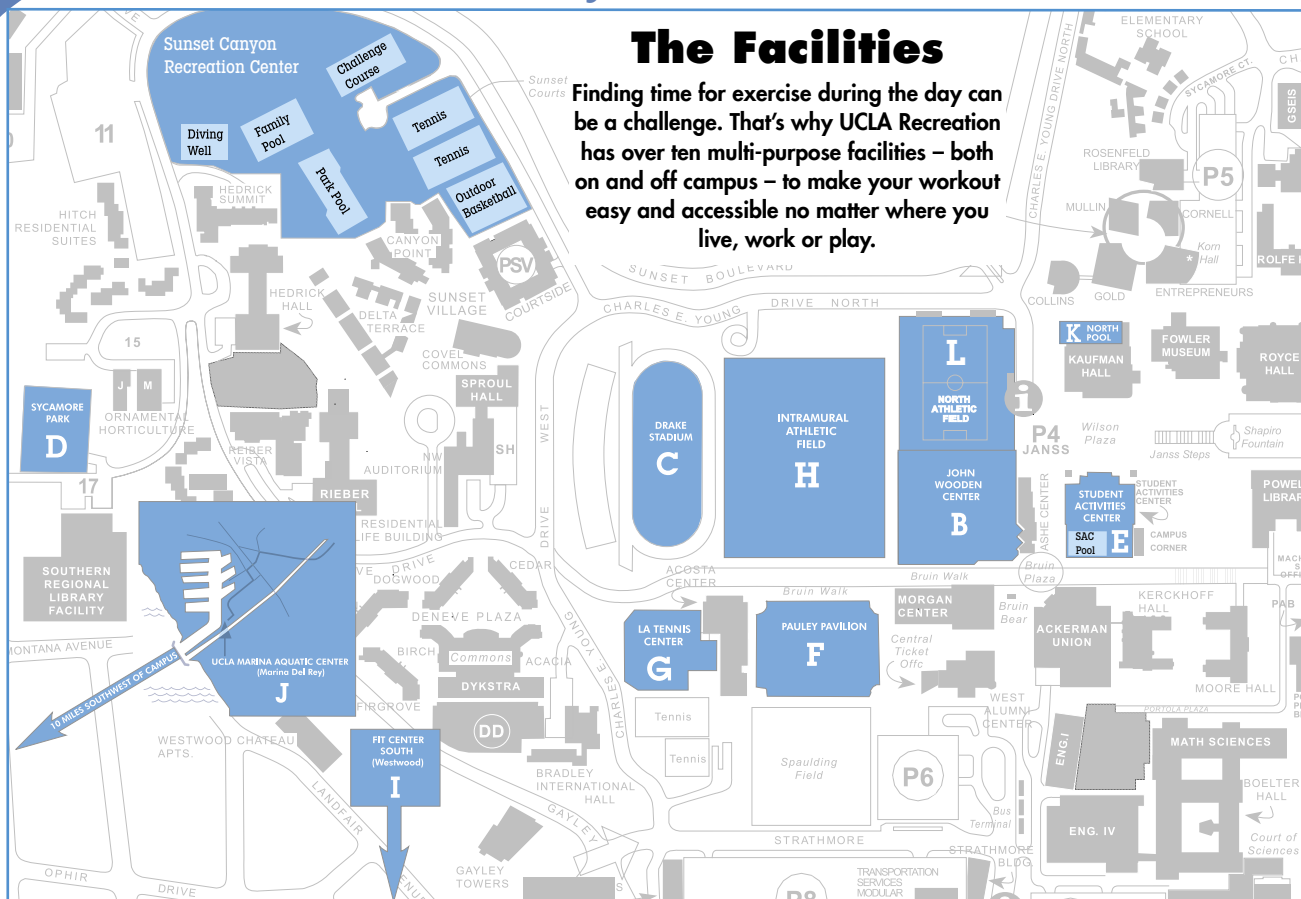 The Facilities
Finding time for exercise during the day can
be a challenge. That's why UCLA Recreation
has over ten multi-purpose facilities – both
on and off campus – to make your workout
easy and accessible no matter where you
live, work or play.
Sunset Canyon
Recreation Center
Challenge
Course
Sunset
Courts
Diving
Well
Family
Pool
Park Pool
Tennis
Tennis
Outdoor
Basketball
11
HEDRICK
SUMMIT
HITCH
RESIDENTIAL
SUITES
CANYON
POINT
PSV
COURTSIDE
HEDRICK
HALL
DELTA
TERRACE
SUNSET
VILLAGE
COVEL
COMMONS
SPROUL
HALL
SH
NW
AUDITORIUM
15
J
M
ORNAMENTAL
HORTICULTURE
SYCAMORE
PARK
D
17
REIBER
VISTA
RIEBER
RESIDENTIAL
LIFE BUILDING
SOUTHERN
REGIONAL
LIBRARY
FACILITY
MONTANA AVENUE
UCLA MARINA AQUATIC CENTER
(Marina Del Rey)
J
10 MILES SOUTHWEST OF CAMPUS
WESTWOOD CHATEAU
APTS.
DRIVE
DOGWOOD
CEDAR
DENEVE PLAZA
BIRCH
Commons
ACACIA
FIRGROVE
DYKSTRA
DD
BRADLEY
INTERNATIONAL
HALL
FIT CENTER
SOUTH
(Westwood)
I
LANDFAIR
GAYLEY
GAYLEY
TOWERS
OPHIR
DRIVE
SUNSET BOULEVARD
CHARLES E. YOUNG DRIVE NORTH
CHARLES E. YOUNG DRIVE NORTH
DRIVE WEST
CHARLES E. YOUNG
DRAKE
STADIUM
C
INTRAMURAL
ATHLETIC
FIELD
H
L
NORTH
ATHLETIC
FIELD
JOHN
WOODEN
CENTER
B
i
P4
JANSS
ASHE CENTER
Wilson
Plaza
Janss Steps
Shapiro
Fountain
K NORTH
POOL
KAUFMAN
HALL
FOWLER
MUSEUM
ROYCE
HALL
STUDENT
ACTIVITIES
CENTER
SAC
Pool
E
STUDENT
ACTIVITIES
CENTER
CAMPUS
CORNER
ELEMENTARY
SCHOOL
SYCAMORE CT.
GSEIS
ROSENFELD
LIBRARY
P5
MULLIN
CORNELL
Korn
Hall
*
COLLINS
GOLD
ENTREPRENEURS
Bruin Walk
Bruin
Plaza
ACOSTA
CENTER
Bruin Walk
LA TENNIS
CENTER
G
PAULEY PAVILION
F
MORGAN
CENTER
Bruin
Bear
Central
Ticket
Offc
ACKERMAN
UNION
KERCKHOFF
HALL
PAB
MOORE HALL
PORTOLA PLAZA
WEST
ALUMNI
CENTER
ENG.I
MATH SCIENCES
BOELTER
HALL
ENG. IV
Court of
Sciences
Tennis
Tennis
Spaulding
Field
P6
Bus
Terminal
STRATHMORE
STRATHMORE
BLDG
TRANSPORTATION
SERVICES
MODULAR
P8